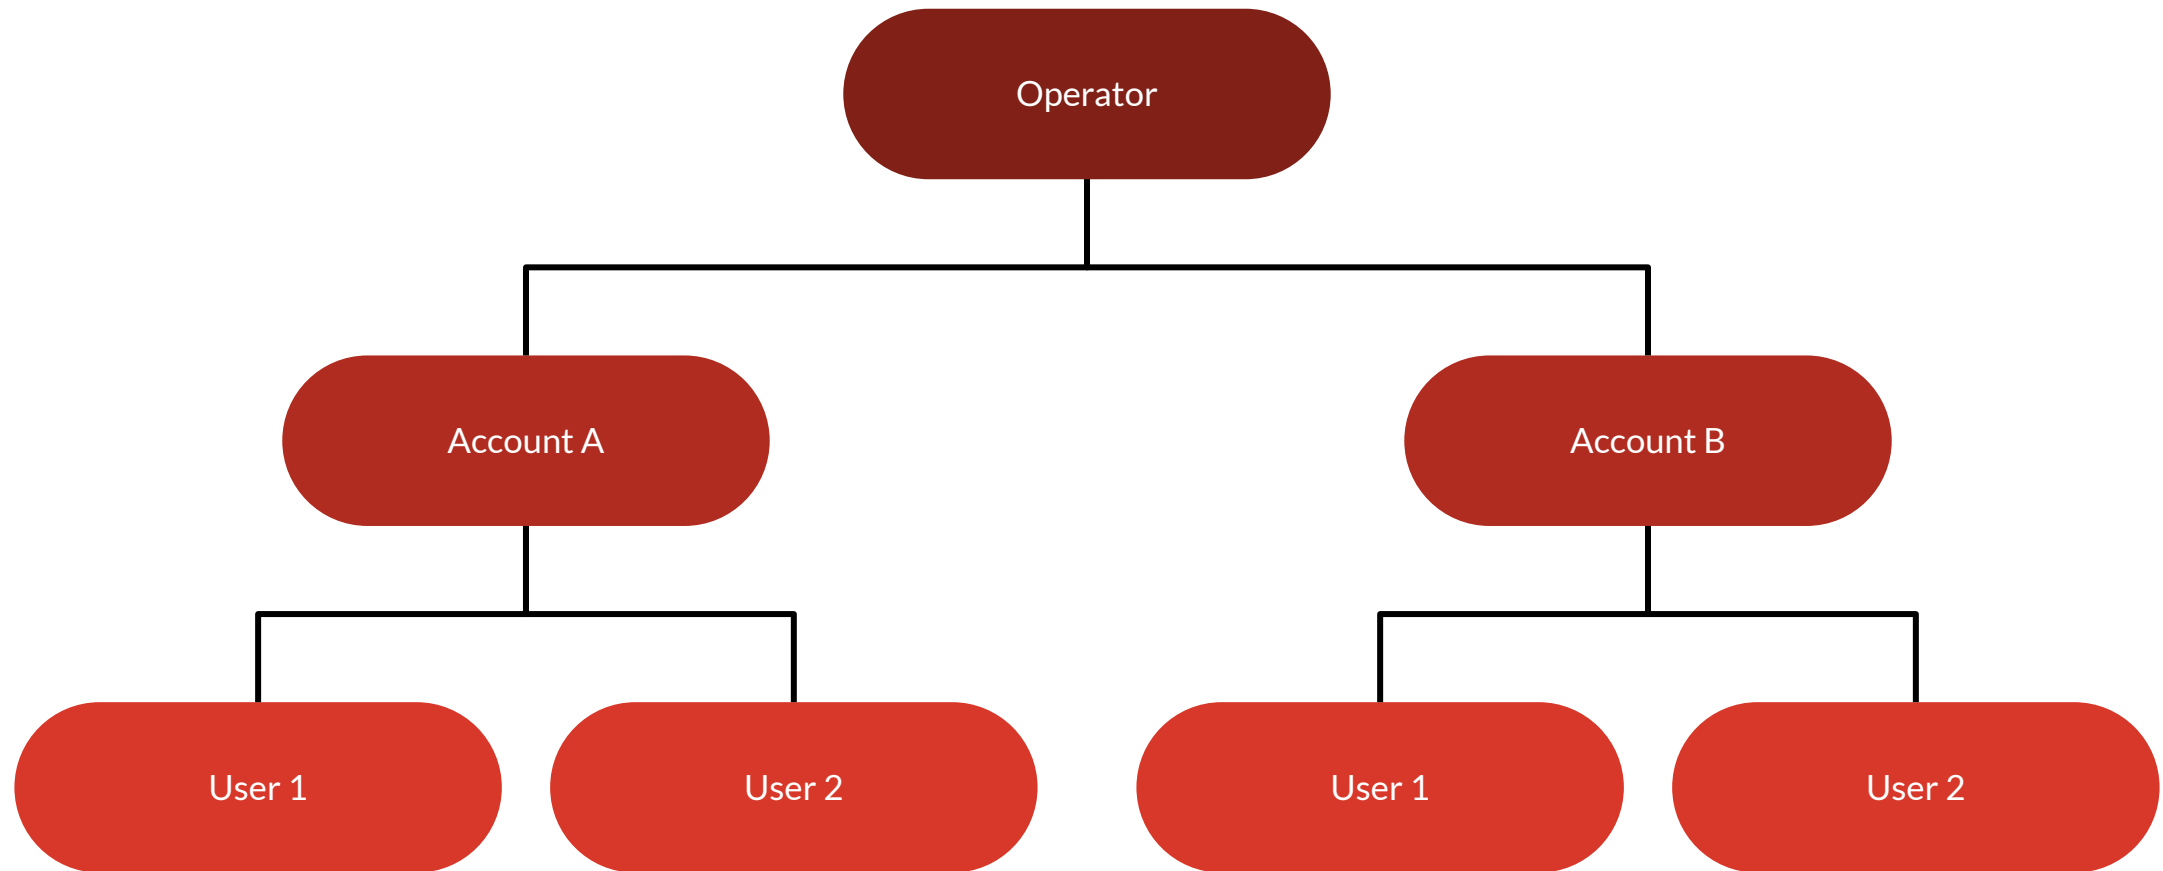 Operator
Account A
Account B
User 1
User 2
User 1
User 2